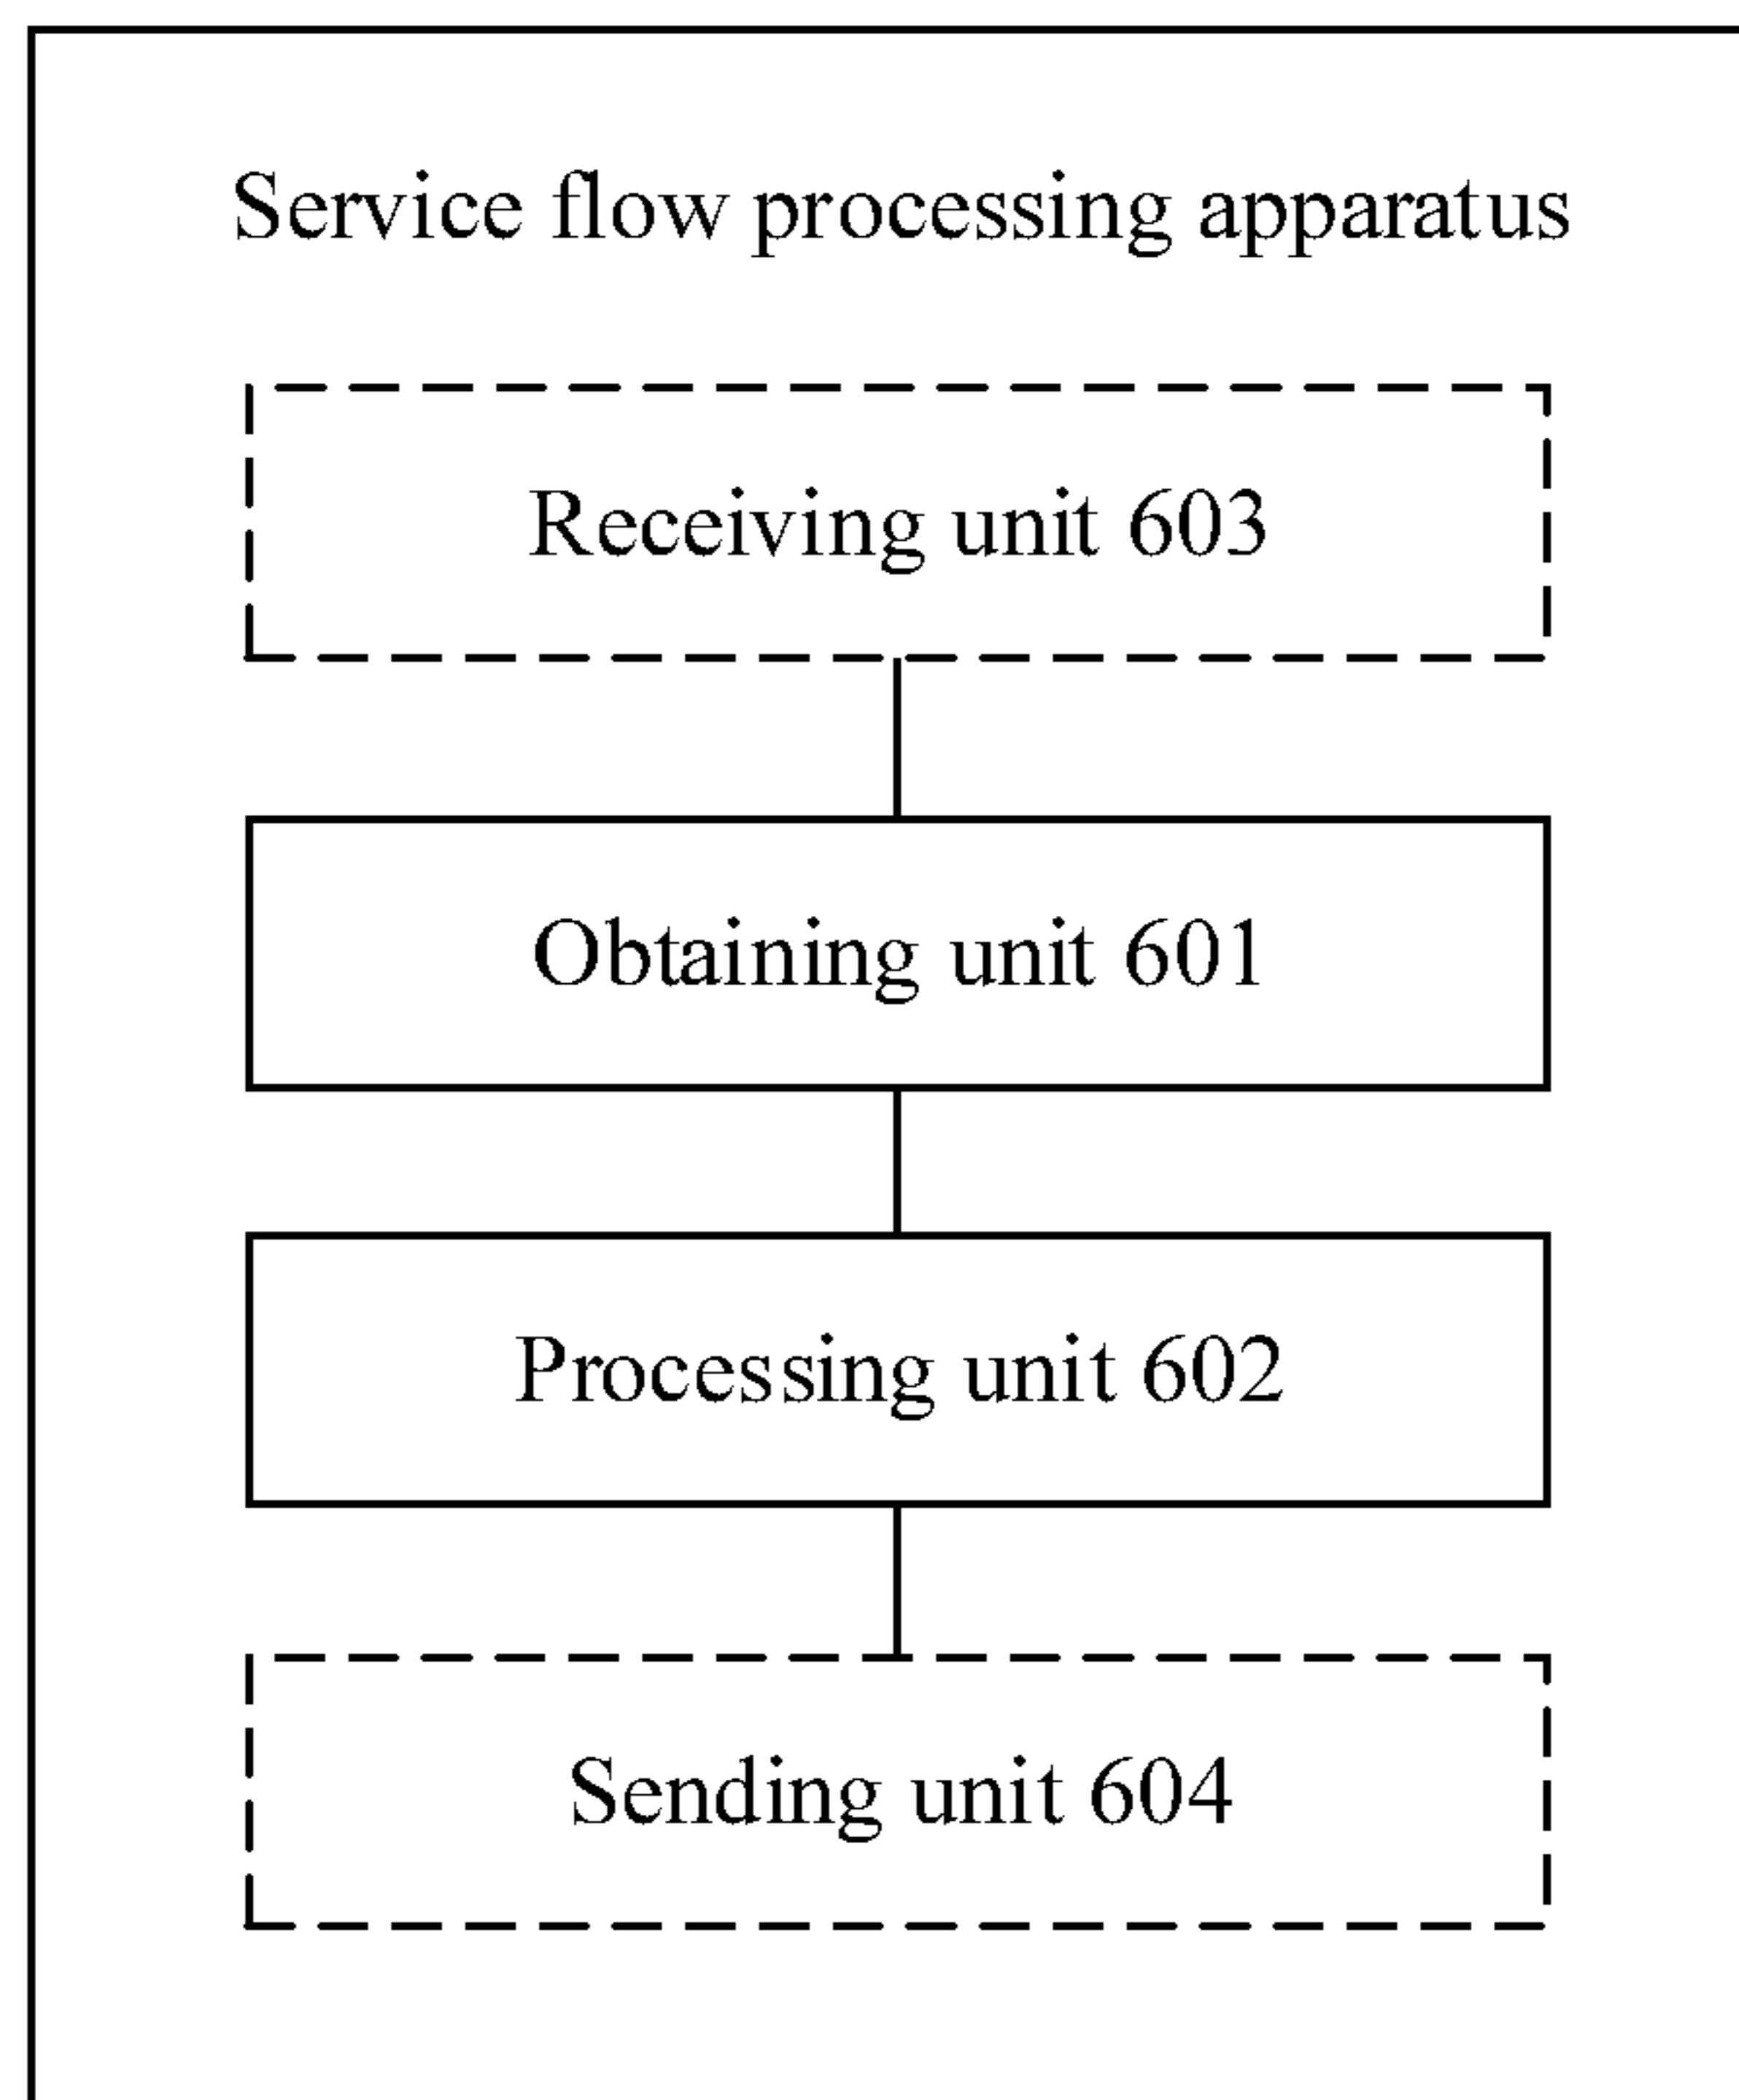 Service flow processing apparatus
Receiving unit 603
Obtaining unit 601
Processing unit 602
Sending unit 604